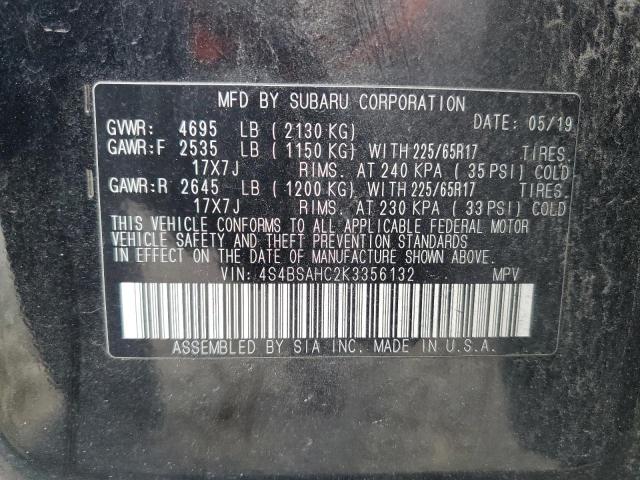 MFD BY SUBARU CORPORATION DATE: 05/19
GVWR: 4695 LB ( 2130 KG)
GAWR:F 2535 LB ( 1150 KG) WITH 225/65R17 TIRES.
17X7J RIMS. AT 240 KPA ( 35 PSI) COLD
GAWR:R 2645 LB ( 1200 KG) WITH 225/65R17 TIRES.
17X7J RIMS. AT 230 KPA ( 33 PSI) COLD
THIS VEHICLE CONFORMS TO ALL APPLICABLE FEDERAL MOTOR
VEHICLE SAFETY AND THEFT PREVENTION STANDARDS
IN EFFECT ON THE DATE OF MANUFACTURE SHOWN ABOVE.
VIN: 4S4BSAHC2K3356132 MPV
ASSEMBLED BY SIA INC. MADE IN U.S.A.